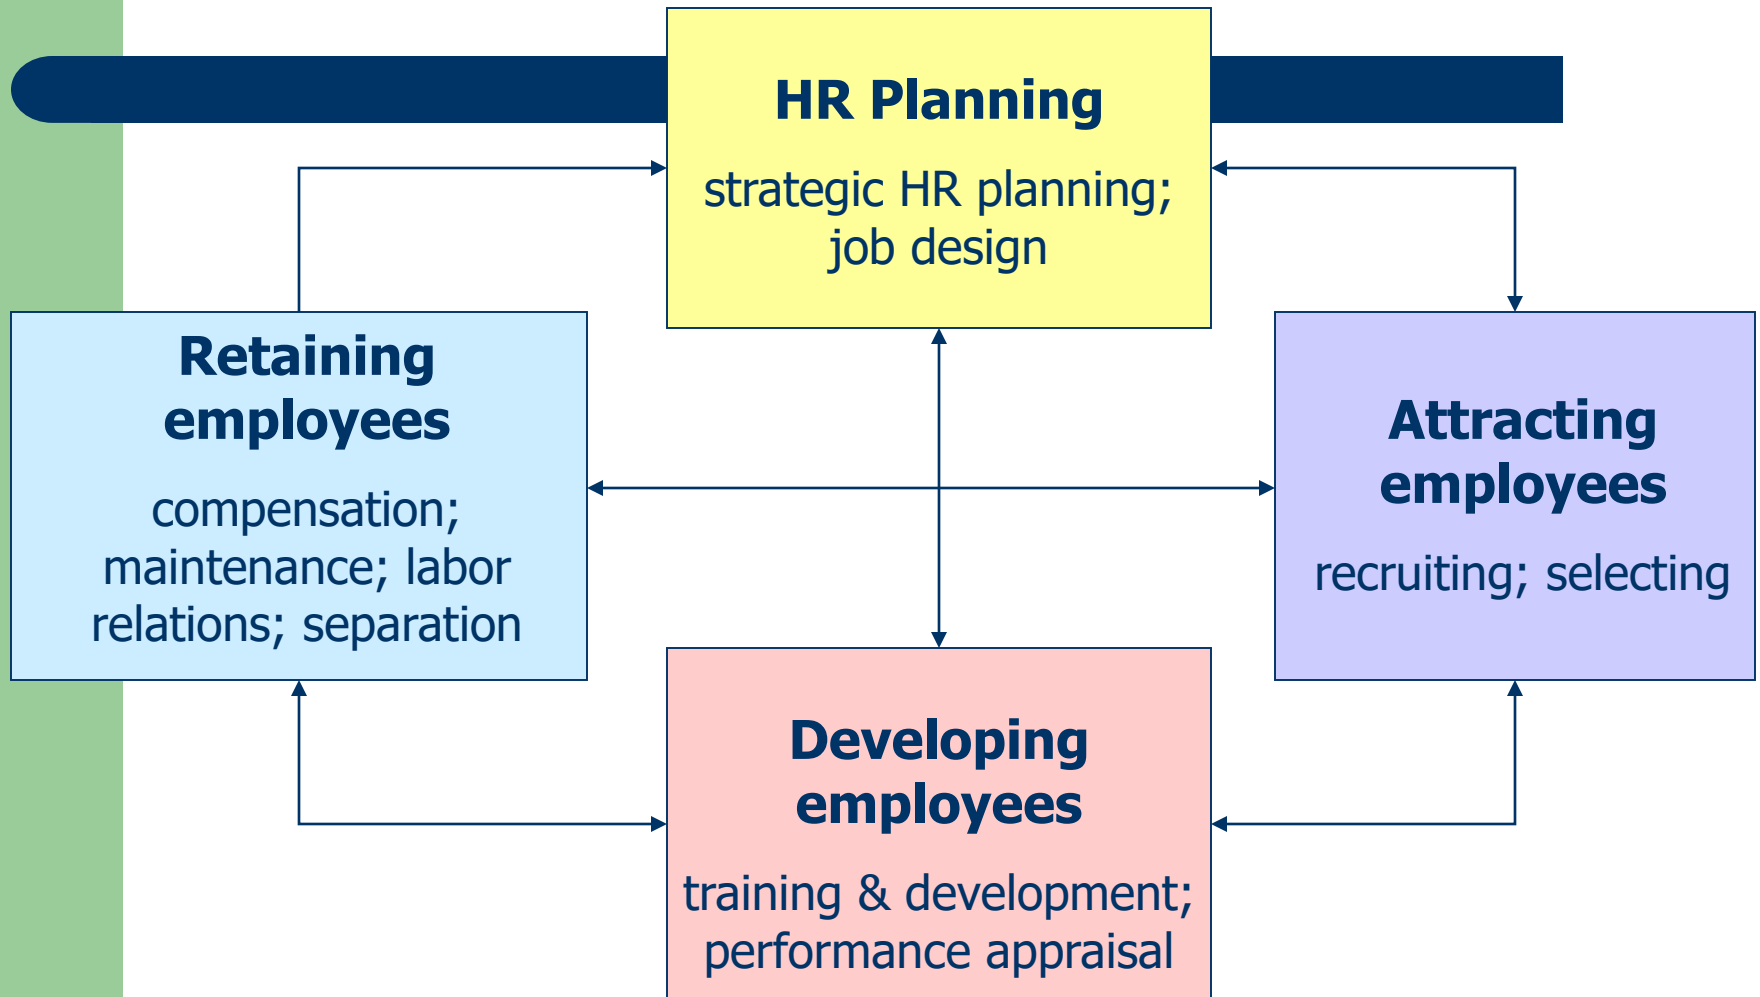 HR Planning
strategic HR planning;
job design
Retaining
employees
compensation;
maintenance; labor
relations; separation
Attracting
employees
recruiting; selecting
Developing
employees
training & development;
performance appraisal